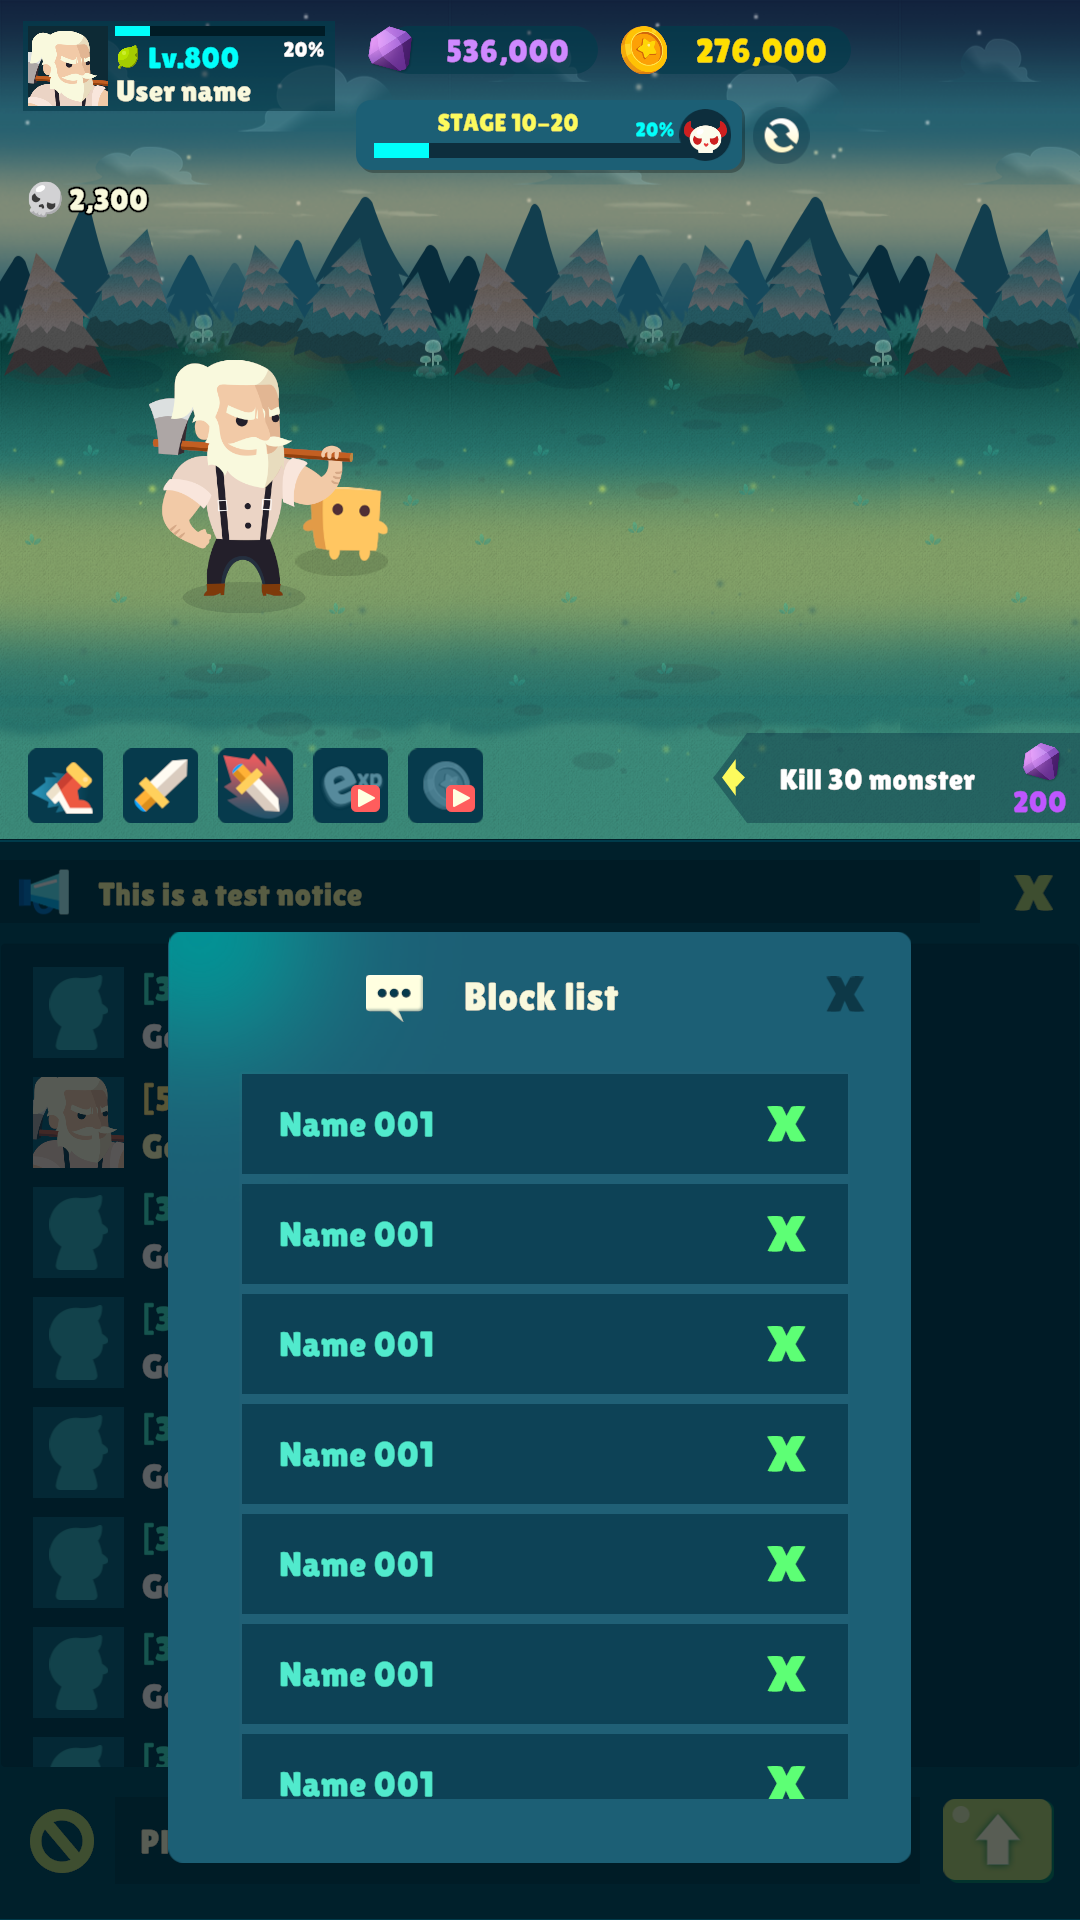 Lv.800
20%
User name
536,000
276,000
STAGE 10-20
20%
2,300
exp
Kill 30 monster
200
This is a test notice
Block list
X
X
Name 001
X
Name 001
X
Name 001
X
Name 001
X
Name 001
X
Name 001
X
Name 001
X